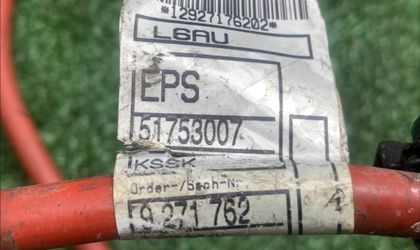 *12927176202*
L6AU
EPS
51753007
KSSK
Order-/Sach-Nr
9 271 762